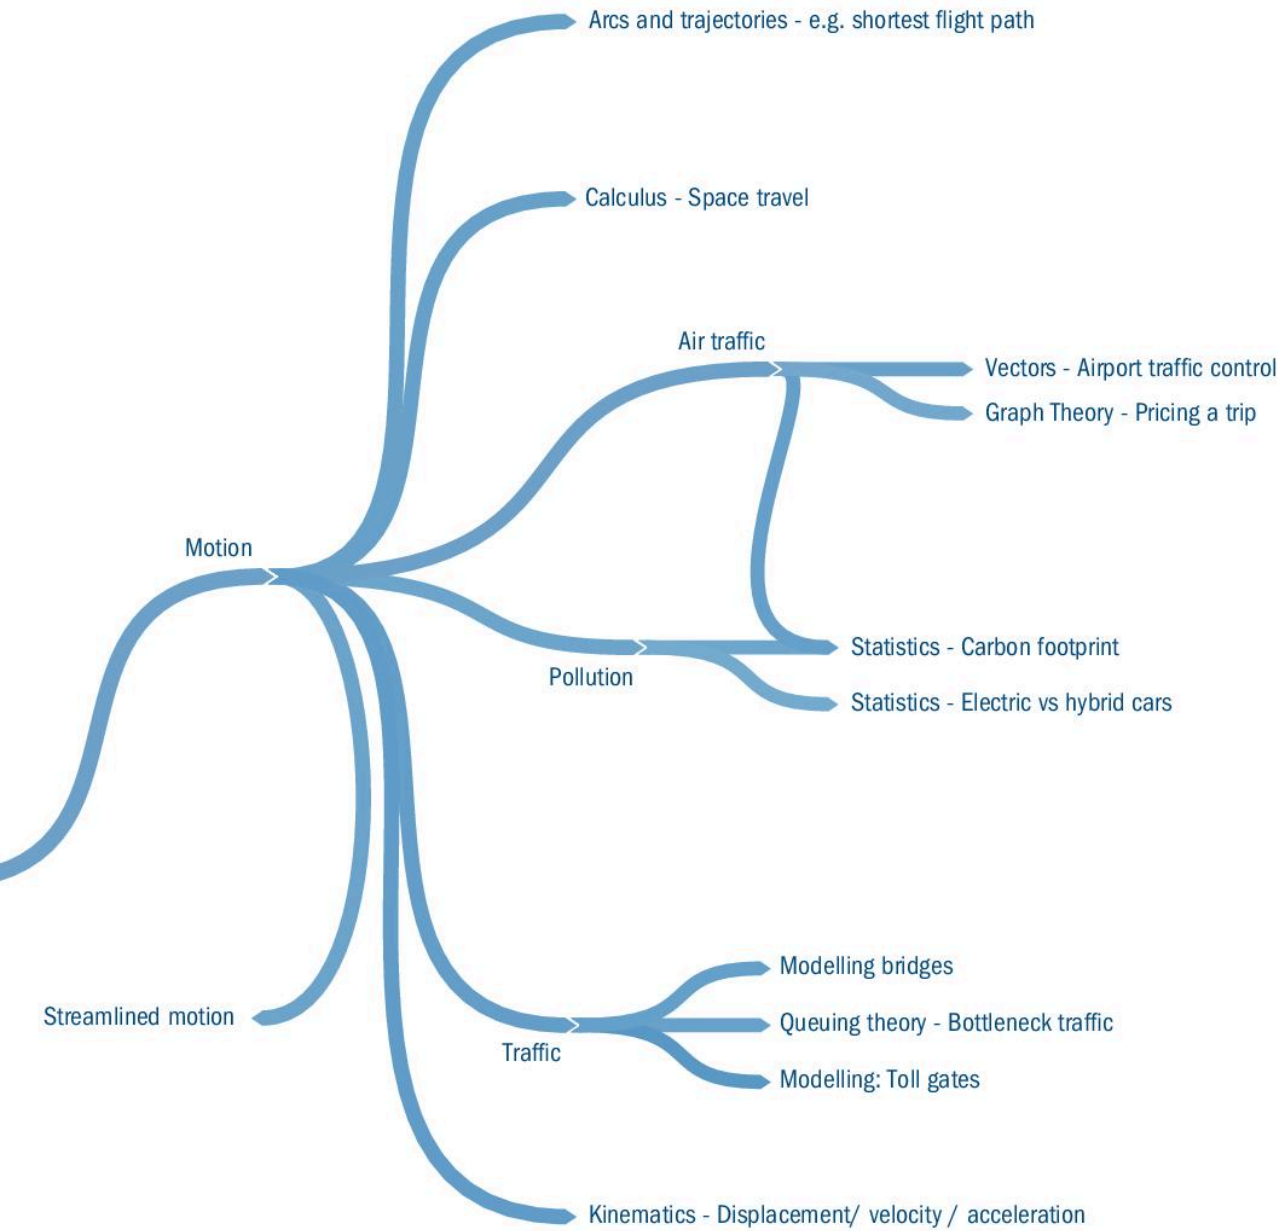 Arcs and trajectories - e.g. shortest flight path
Calculus - Space travel
Air traffic
Vectors - Airport traffic control
Graph Theory - Pricing a trip
Motion
Statistics - Carbon footprint
Pollution
Statistics - Electric vs hybrid cars
Modelling bridges
Streamlined motion
Queuing theory - Bottleneck traffic
Traffic
Modelling: Toll gates
Kinematics - Displacement/ velocity / acceleration